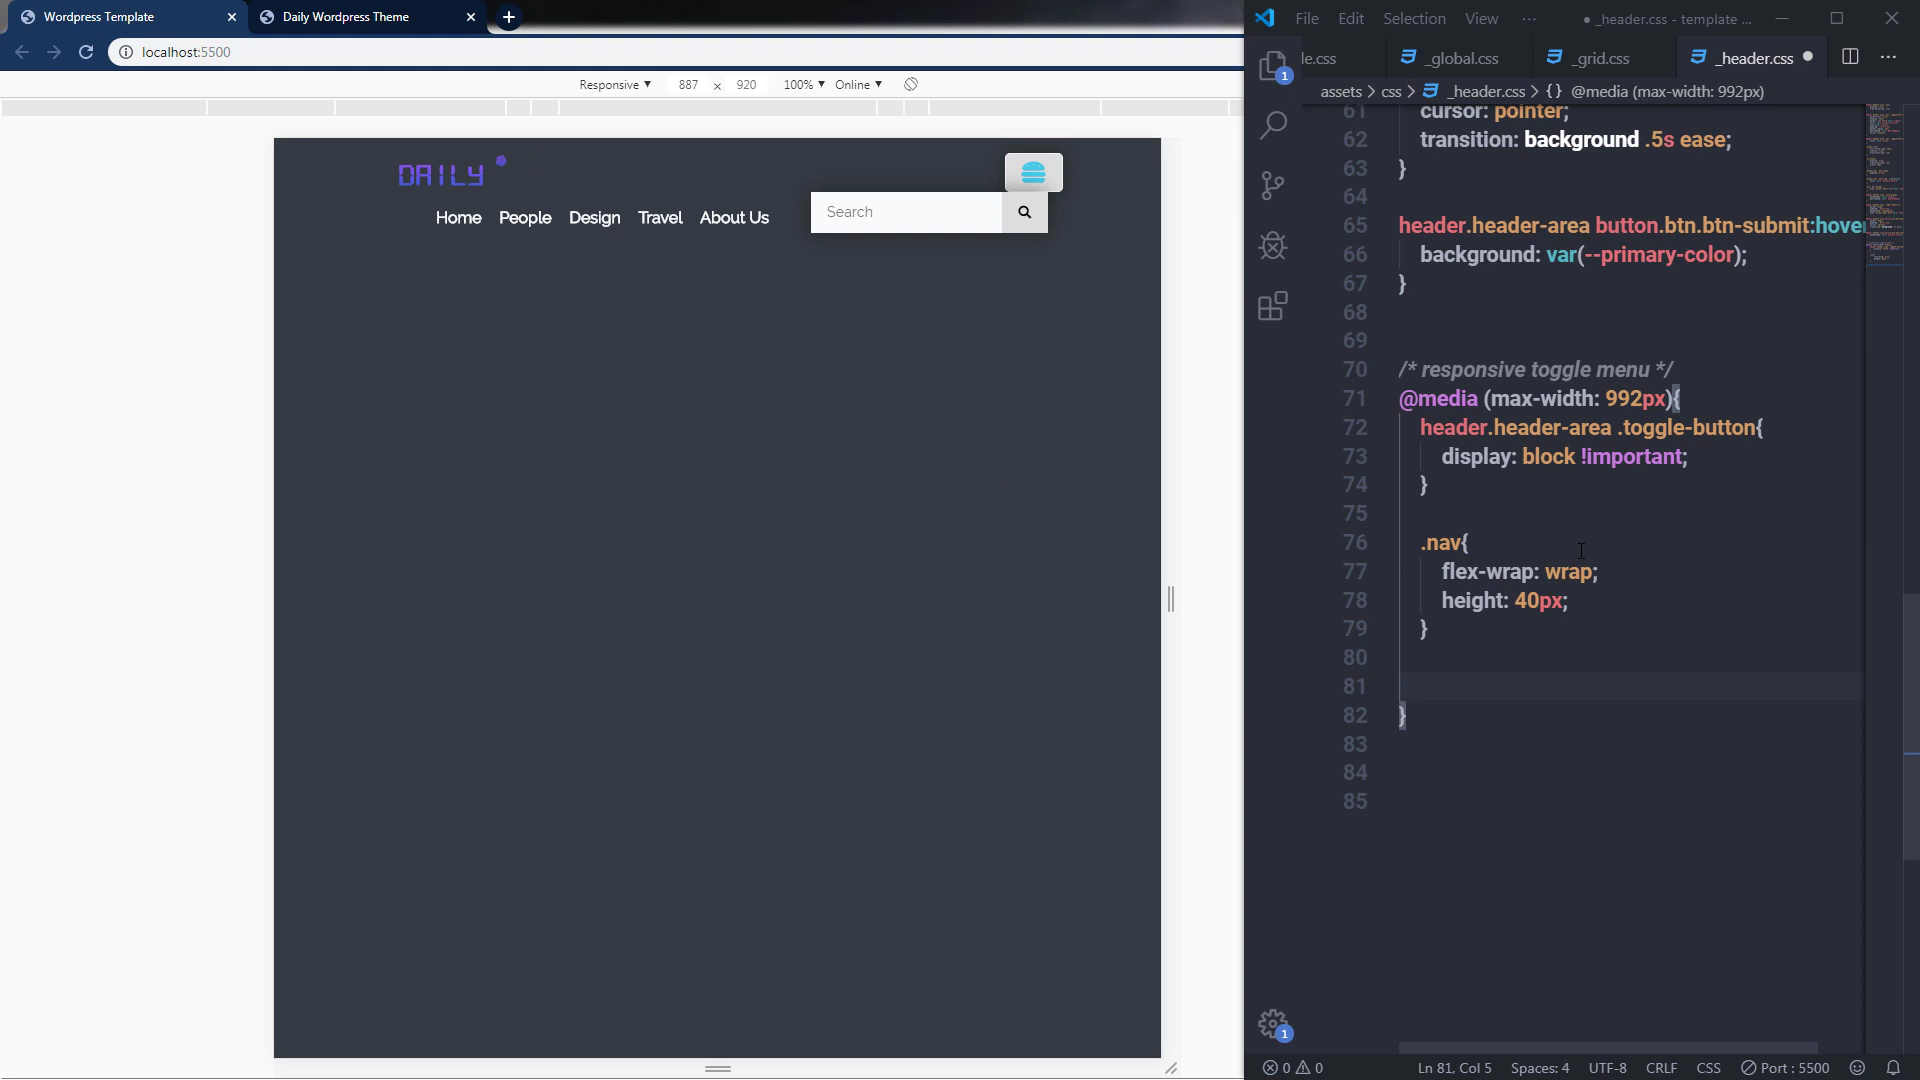 Wordpress Template
Daily Wordpress Theme
localhost:5500
Responsive 887 x 920 100% Online
DAILY
Home People Design Travel About Us
Search
File Edit Selection View ··· ● _header.css - template ...
le.css _global.css _grid.css _header.css
assets > css > _header.css > {} @media (max-width: 992px)
61 cursor: pointer;
62 transition: background .5s ease;
63 }
64
65 header.header-area button.btn.btn-submit:hove
66 background: var(--primary-color);
67 }
68
69
70 /* responsive toggle menu */
71 @media (max-width: 992px){
72 header.header-area .toggle-button{
73 display: block !important;
74 }
75
76 .nav{
77 flex-wrap: wrap;
78 height: 40px;
79 }
80
81
82 }
83
84
85
1
1
0 0 Ln 81, Col 5 Spaces: 4 UTF-8 CRLF CSS Port : 5500